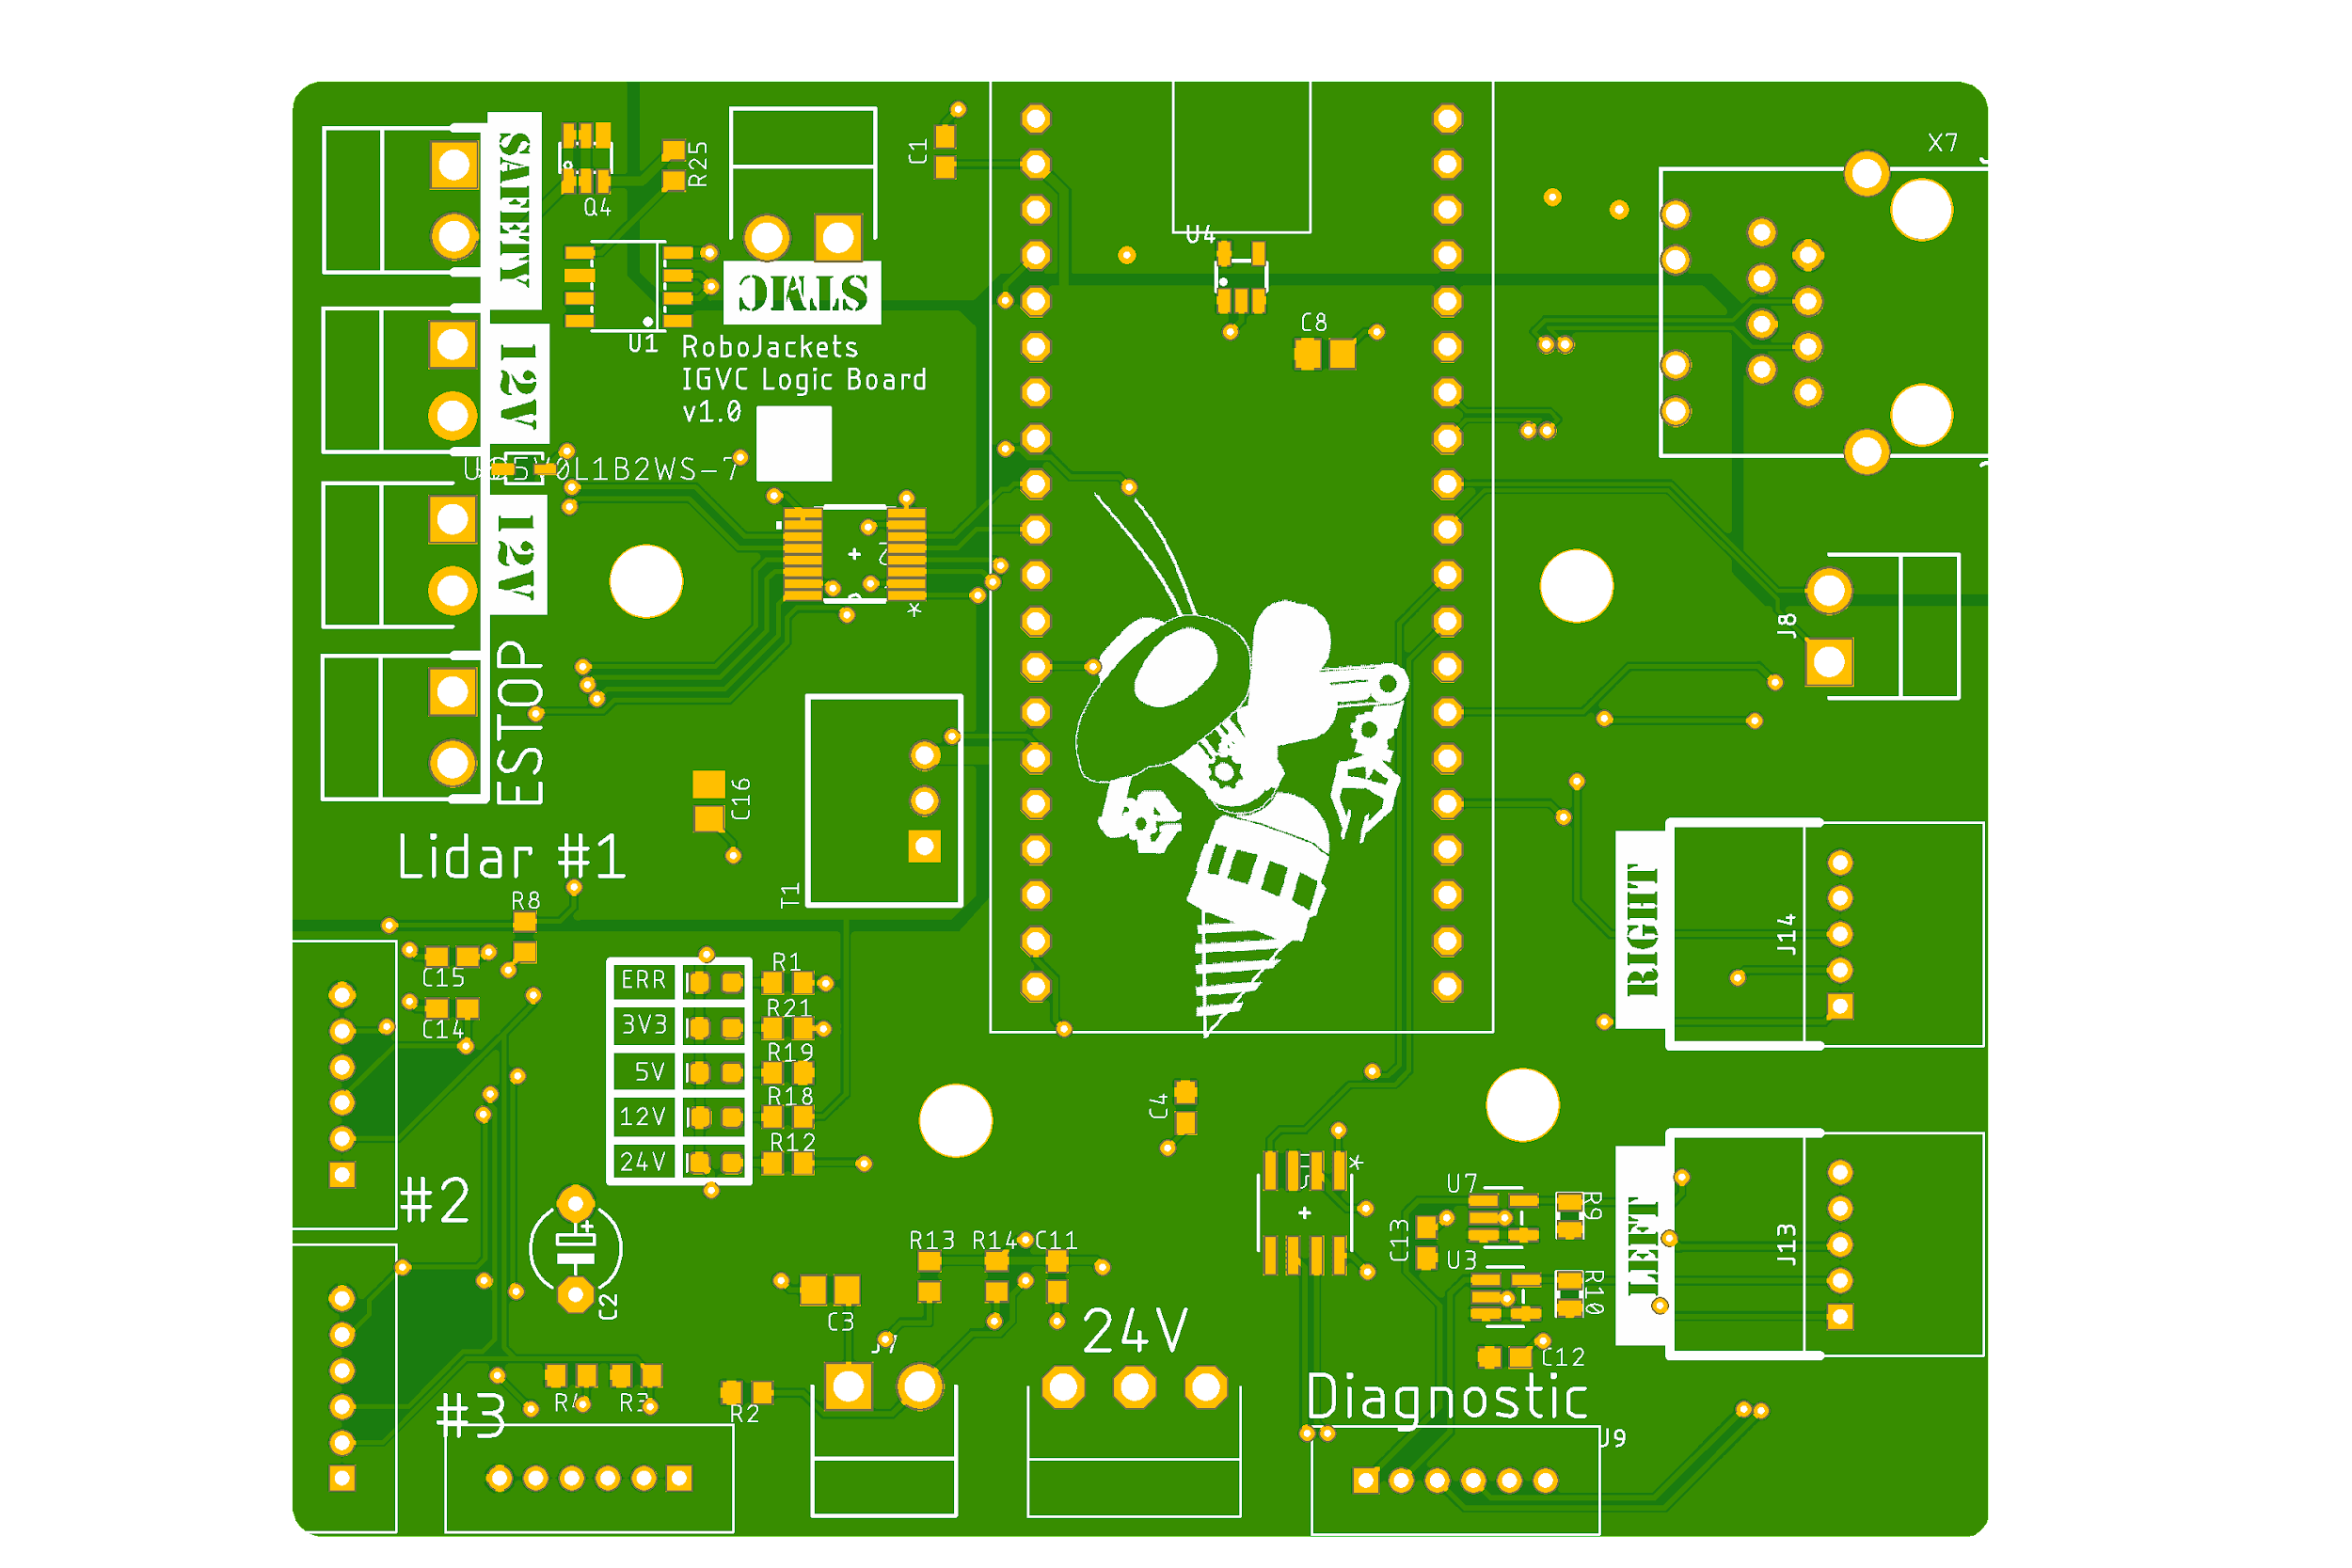 SAFETY
Q4
R25
C1
X7
U4
STMC
U1
RoboJackets
IGVC Logic Board
v1.0
C8
12V
12V
J8
ESTOP
C16
T1
Lidar #1
R8
C15
C14
ERR
3V3
5V
12V
24V
R1
R21
R19
R18
R12
RIGHT
J14
C4
#2
C2
R13
R14
C11
C3
24V
U7
U3
C13
R9
R10
C12
LEFT
J13
#3
R3
R2
Diagnostic